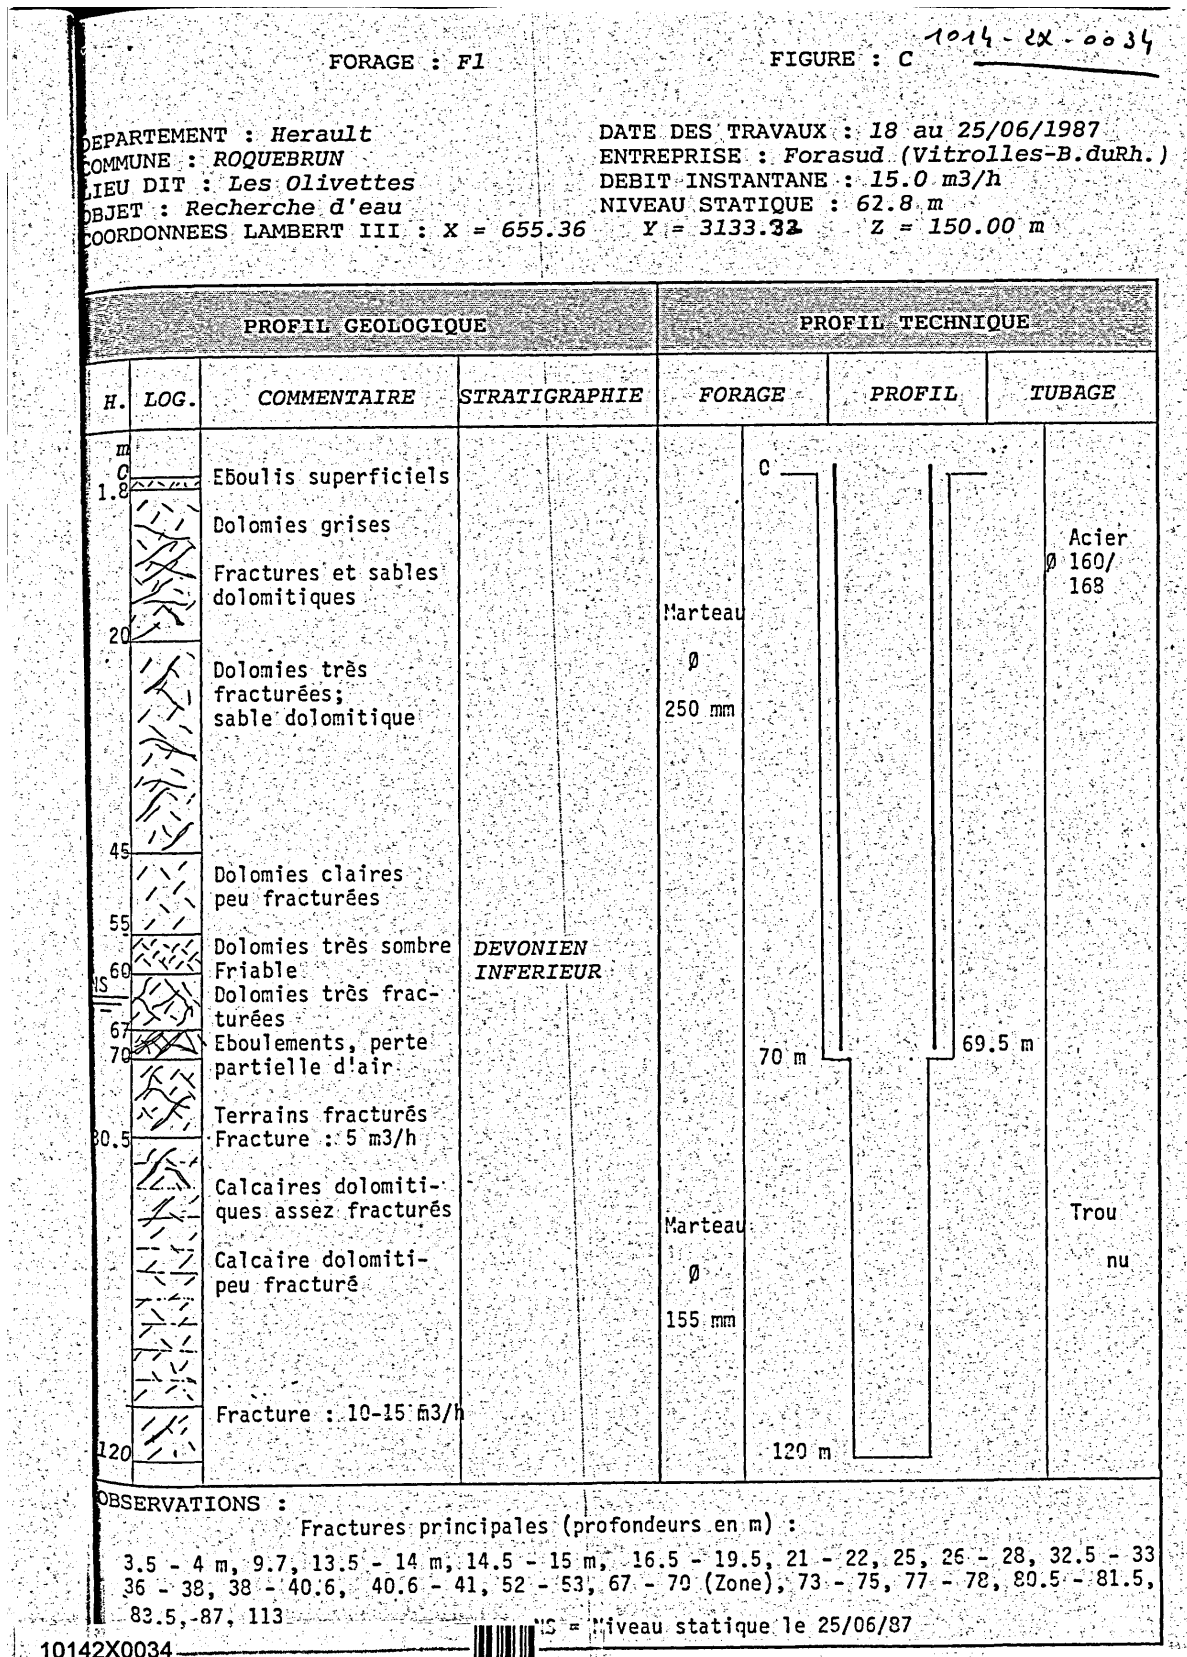 1014-2X-0034
FORAGE : F1 FIGURE : C
DEPARTEMENT : Herault DATE DES TRAVAUX : 18 au 25/06/1987
COMMUNE : ROQUEBRUN ENTREPRISE : Forasud (Vitrolles-B.duRh.)
LIEU DIT : Les Olivettes DEBIT INSTANTANE : 15.0 m3/h
OBJET : Recherche d'eau NIVEAU STATIQUE : 62.8 m
COORDONNEES LAMBERT III : X = 655.36 Y = 3133.32 Z = 150.00 m
PROFIL GEOLOGIQUE PROFIL TECHNIQUE
H. LOG. COMMENTAIRE STRATIGRAPHIE FORAGE PROFIL TUBAGE
m
0 Eboulis superficiels 0
1.8
Dolomies grises
Acier
Ø 160/
168
Fractures et sables
dolomitiques
Marteau
20
Ø
Dolomies très
fracturées;
sable dolomitique 250 mm
45
Dolomies claires
peu fracturées
55
Dolomies très sombre DEVONIEN
60 Friable INFERIEUR
NS Dolomies très frac-
turées
67
Eboulements, perte 69.5 m
70 partielle d'air 70 m
Terrains fracturés
80.5 Fracture : 5 m3/h
Calcaires dolomiti-
ques assez fracturés Marteau Trou
Calcaire dolomiti- Ø nu
peu fracturé
155 mm
Fracture : 10-15 m3/h
120 120 m
OBSERVATIONS :
Fractures principales (profondeurs en m) :
3.5 - 4 m, 9.7, 13.5 - 14 m, 14.5 - 15 m, 16.5 - 19.5, 21 - 22, 25, 26 - 28, 32.5 - 33
36 - 38, 38 - 40.6, 40.6 - 41, 52 - 53, 67 - 70 (Zone), 73 - 75, 77 - 78, 80.5 - 81.5,
83.5,-87, 113
NS = Niveau statique le 25/06/87
10142X0034